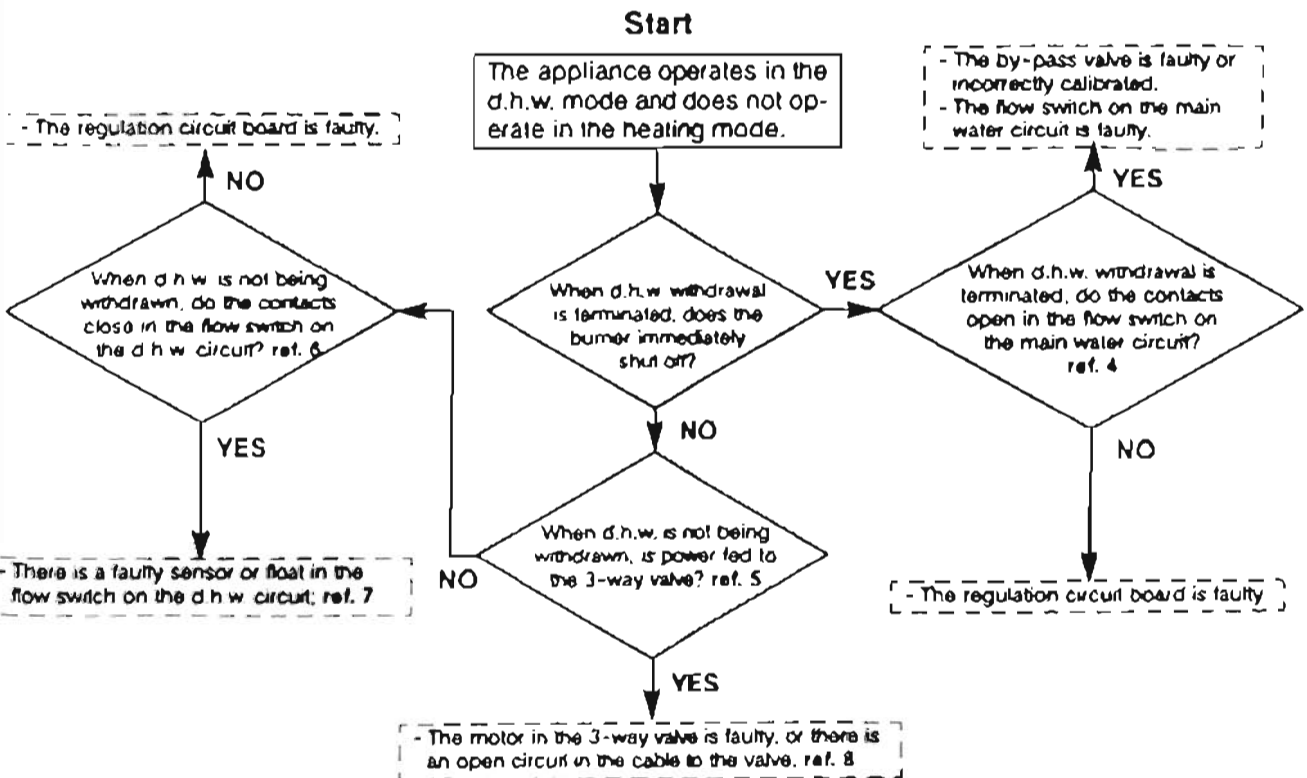 Start
The appliance operates in the
d.h.w. mode and does not op-
erate in the heating mode.
- The by-pass valve is faulty or
incorrectly calibrated.
- The flow switch on the main
water circuit is faulty.
- The regulation circuit board is faulty.
NO
YES
When d h w is not being
withdrawn, do the contacts
close in the flow switch on
the d h w circuit? ref. 6
When d.h.w withdrawal
is terminated, does the
burner immediately
shut off?
YES
When d.h.w. withdrawal is
terminated, do the contacts
open in the flow switch on
the main water circuit?
ref. 4
YES
NO
NO
When d.h.w. is not being
withdrawn, is power fed to
the 3-way valve? ref. 5
NO
- There is a faulty sensor or float in the
flow switch on the d h w circuit; ref. 7
- The regulation circuit board is faulty
YES
- The motor in the 3-way valve is faulty, or there is
an open circuit in the cable to the valve. ref. 8